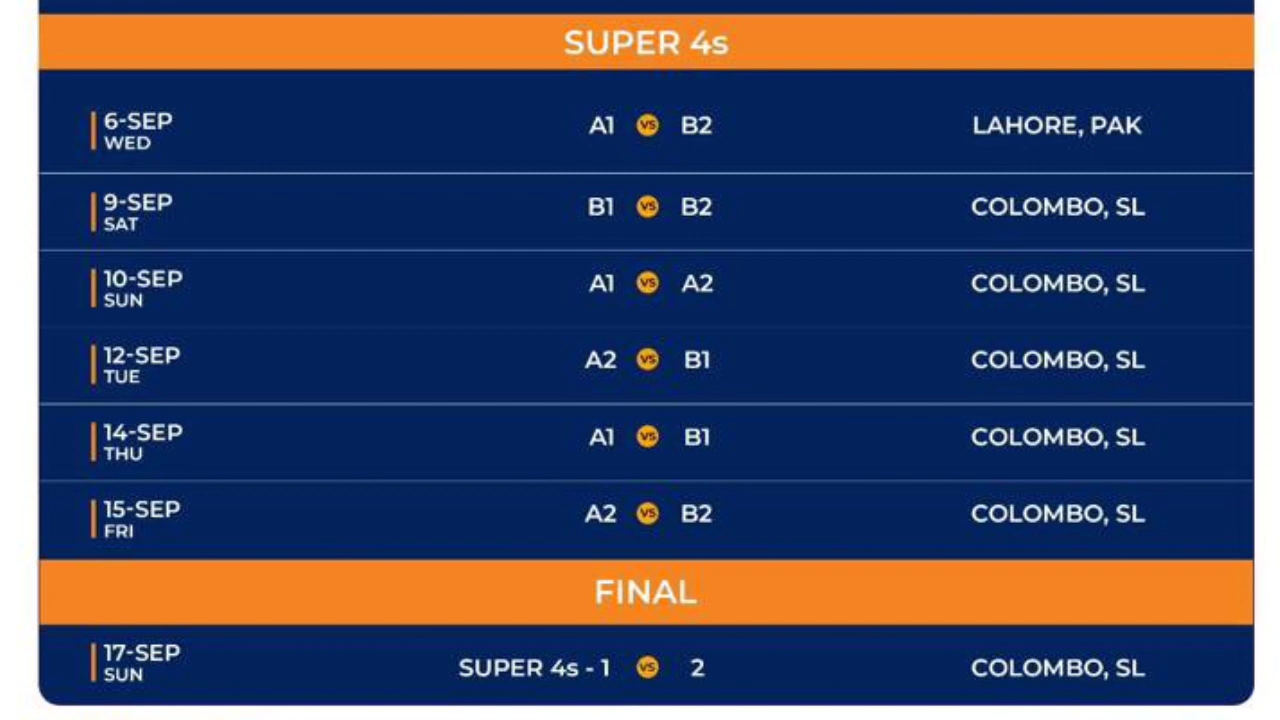 SUPER 4s
6-SEP
WED
A1 VS B2
LAHORE, PAK
9-SEP
SAT
B1 VS B2
COLOMBO, SL
10-SEP
SUN
A1 VS A2
COLOMBO, SL
12-SEP
TUE
A2 VS B1
COLOMBO, SL
14-SEP
THU
A1 VS B1
COLOMBO, SL
15-SEP
FRI
A2 VS B2
COLOMBO, SL
FINAL
17-SEP
SUN
SUPER 4s - 1 VS 2
COLOMBO, SL